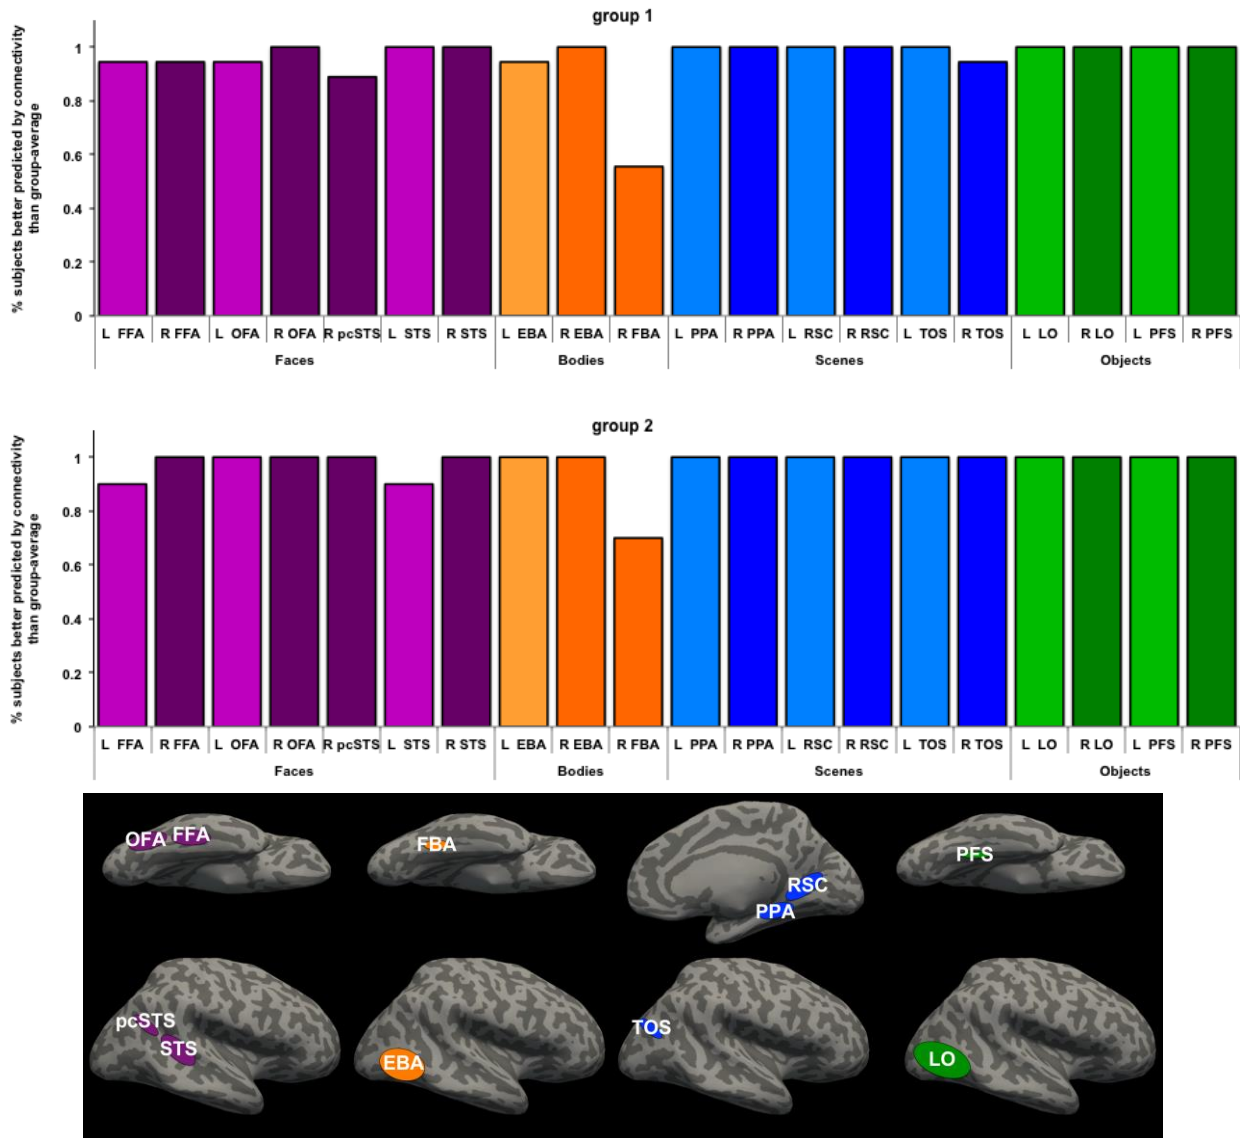 group 1
% subjects better predicted by connectivity
than group-average
1
0.8
0.6
0.4
0.2
0
L FFA R FFA L OFA R OFA R pcSTS L STS R STS L EBA R EBA R FBA L PPA R PPA L RSC R RSC L TOS R TOS L LO R LO L PFS R PFS
Faces Bodies Scenes Objects
group 2
% subjects better predicted by connectivity
than group-average
1
0.8
0.6
0.4
0.2
0
L FFA R FFA L OFA R OFA R pcSTS L STS R STS L EBA R EBA R FBA L PPA R PPA L RSC R RSC L TOS R TOS L LO R LO L PFS R PFS
Faces Bodies Scenes Objects
OFA FFA FBA RSC PPA PFS
pcSTS STS EBA TOS LO